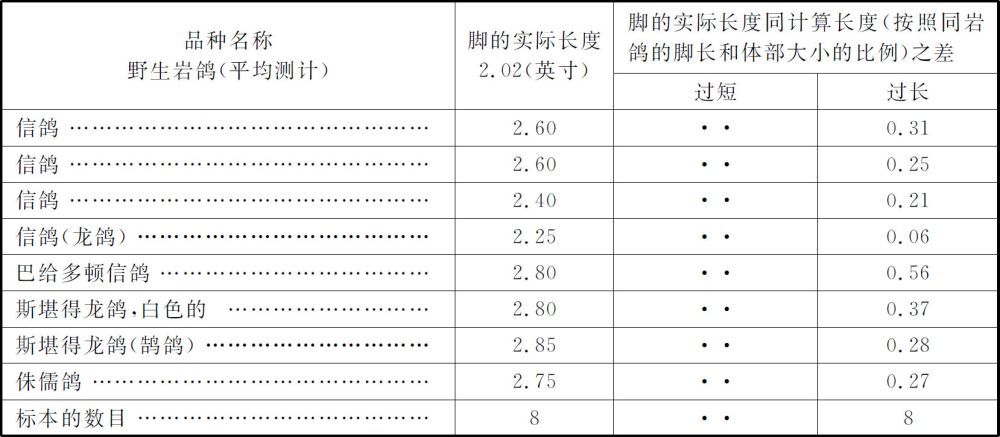 品种名称
野生岩鸽(平均测计)
脚的实际长度
2.02(英寸)
脚的实际长度同计算长度(按照同岩
鸽的脚长和体部大小的比例)之差
过短 过长
信鸽 ………………………………………… 2.60 •• 0.31
信鸽 ………………………………………… 2.60 •• 0.25
信鸽 ………………………………………… 2.40 •• 0.21
信鸽(龙鸽) ………………………………… 2.25 •• 0.06
巴给多顿信鸽 ……………………………… 2.80 •• 0.56
斯堪得龙鸽,白色的 ……………………… 2.80 •• 0.37
斯堪得龙鸽(鹄鸽) ………………………… 2.85 •• 0.28
侏儒鸽 ……………………………………… 2.75 •• 0.27
标本的数目 ………………………………… 8 •• 8